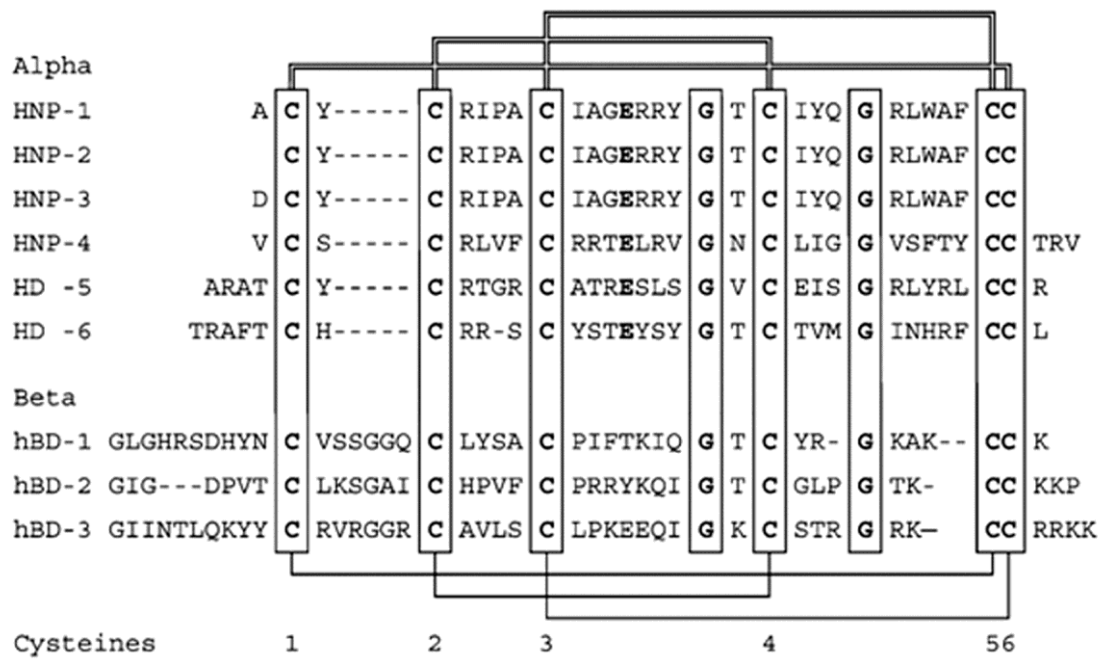 Alpha
HNP-1 A C Y----- C RIPA C IAGERRY G T C IYQ G RLWAF CC
HNP-2 C Y----- C RIPA C IAGERRY G T C IYQ G RLWAF CC
HNP-3 D C Y----- C RIPA C IAGERRY G T C IYQ G RLWAF CC
HNP-4 V C S----- C RLVF C RRTELRV G N C LIG G VSFTY CC TRV
HD -5 ARAT C Y----- C RTGR C ATRESLS G V C EIS G RLYRL CC R
HD -6 TRAFT C H----- C RR-S C YSTEYSY G T C TVM G INHRF CC L
Beta
hBD-1 GLGHRSDHYN C VSSGGQ C LYSA C PIFTKIQ G T C YR- G KAK-- CC K
hBD-2 GIG---DPVT C LKSGAI C HPVF C PRRYKQI G T C GLP G TK- CC KKP
hBD-3 GIINTLQKYY C RVRGGR C AVLS C LPKEEQI G K C STR G RK— CC RRKK
Cysteines 1 2 3 4 56